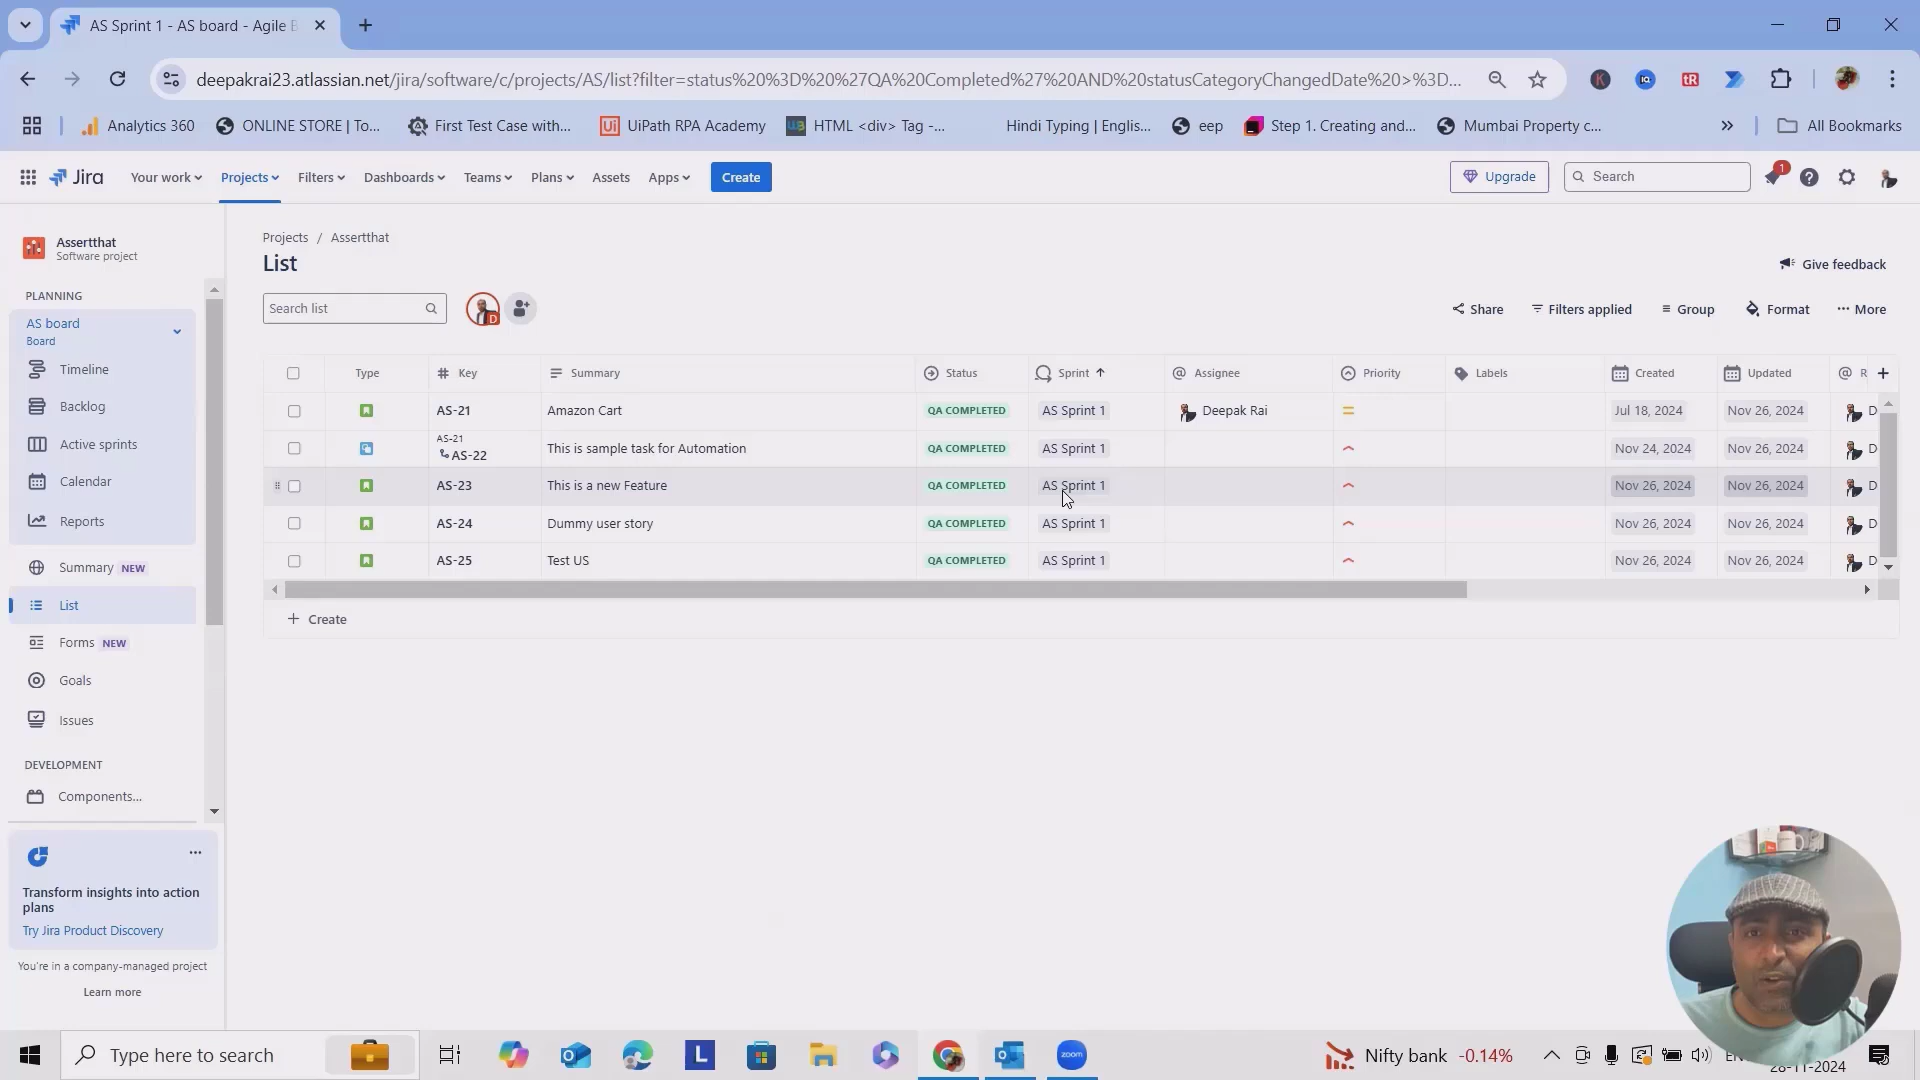 AS Sprint 1 - AS board - Agile B
deepakrai23.atlassian.net/jira/software/c/projects/AS/list?filter=status%20%3D%20%27QA%20Completed%27%20AND%20statusCategoryChangedDate%20>%3D...
Analytics 360 ONLINE STORE | To... First Test Case with... UiPath RPA Academy HTML <div> Tag -... Hindi Typing | Englis... eep Step 1. Creating and... Mumbai Property c... » All Bookmarks
Jira Your work Projects Filters Dashboards Teams Plans Assets Apps Create Upgrade Search 1
Assertthat
Software project
PLANNING
AS board
Board
Timeline
Backlog
Active sprints
Calendar
Reports
Summary NEW
List
Forms NEW
Goals
Issues
DEVELOPMENT
Components...
Transform insights into action
plans
Try Jira Product Discovery
You're in a company-managed project
Learn more
Projects / Assertthat
List
Give feedback
Search list D Share Filters applied Group Format More
Type Key Summary Status Sprint Assignee Priority Labels Created Updated R
AS-21 Amazon Cart QA COMPLETED AS Sprint 1 Deepak Rai Jul 18, 2024 Nov 26, 2024 D
AS-21
AS-22 This is sample task for Automation QA COMPLETED AS Sprint 1 Nov 24, 2024 Nov 26, 2024 D
AS-23 This is a new Feature QA COMPLETED AS Sprint 1 Nov 26, 2024 Nov 26, 2024 D
AS-24 Dummy user story QA COMPLETED AS Sprint 1 Nov 26, 2024 Nov 26, 2024 D
AS-25 Test US QA COMPLETED AS Sprint 1 Nov 26, 2024 Nov 26, 2024 D
+ Create
Type here to search L zoom Nifty bank -0.14%
28-11-2024